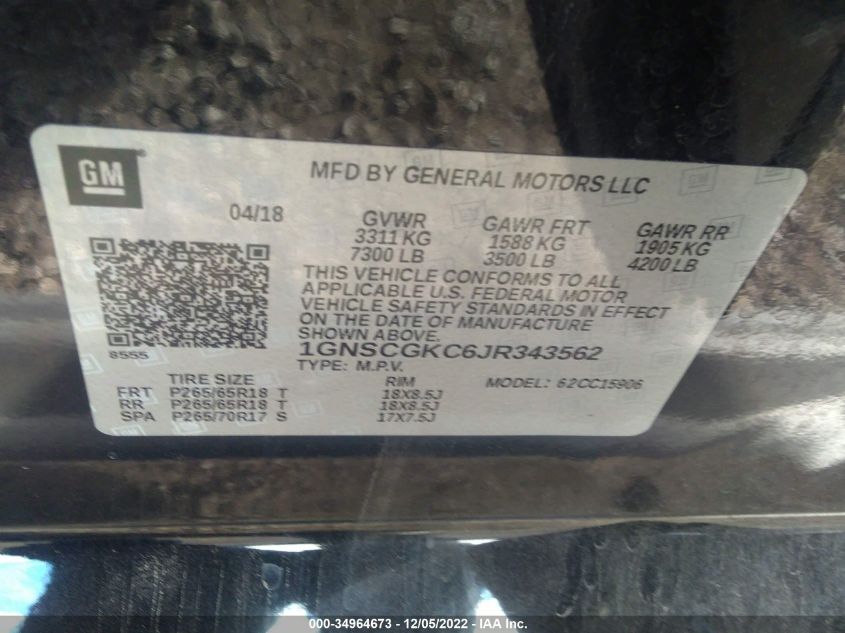 GM
MFD BY GENERAL MOTORS LLC
04/18
GVWR
3311 KG
7300 LB
GAWR FRT
1588 KG
3500 LB
GAWR RR
1905 KG
4200 LB
THIS VEHICLE CONFORMS TO ALL
APPLICABLE U.S. FEDERAL MOTOR
VEHICLE SAFETY STANDARDS IN EFFECT
ON THE DATE OF MANUFACTURE
SHOWN ABOVE.
8555
1GNSCGKC6JR343562
TYPE: M.P.V.
MODEL: 62CC15906
TIRE SIZE RIM
FRT P265/65R18 T 18X8.5J
RR P265/65R18 T 18X8.5J
SPA P265/70R17 S 17X7.5J
000-34964673 - 12/05/2022 - IAA Inc.